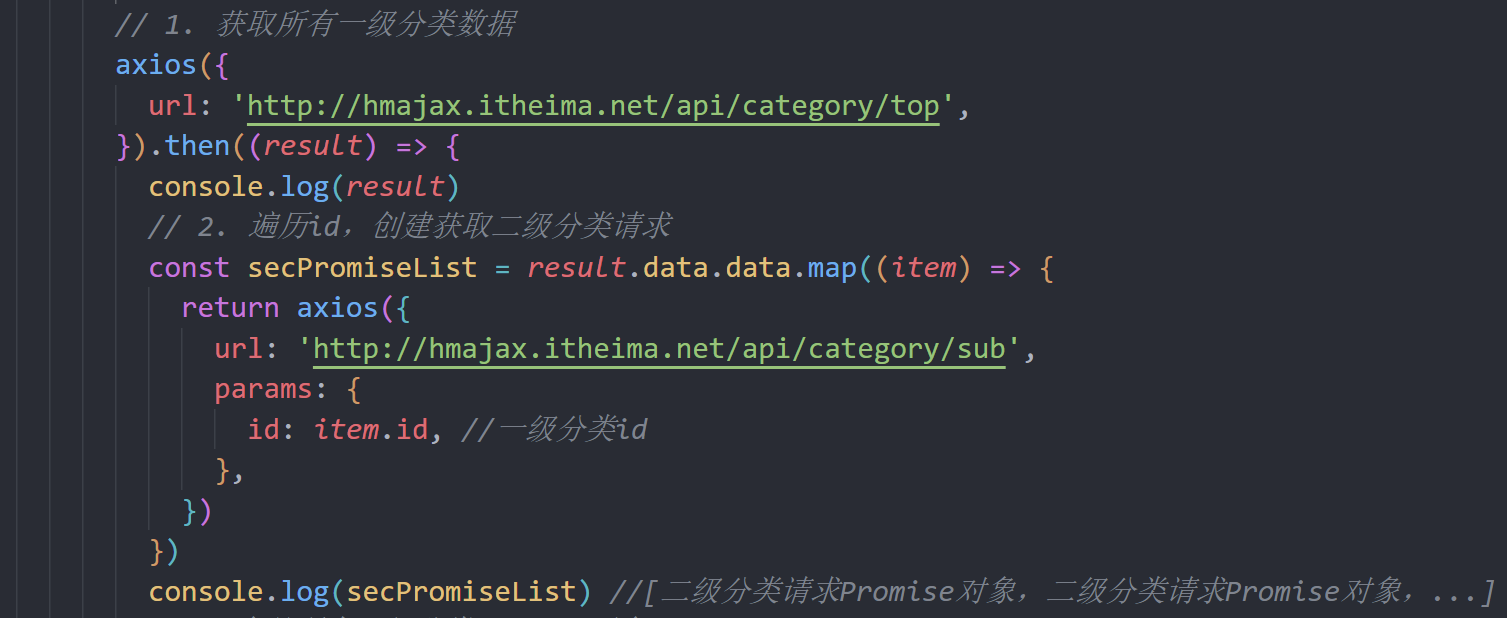 // 1. 获取所有一级分类数据
axios({
  url: 'http://hmajax.itheima.net/api/category/top',
}).then((result) => {
  console.log(result)
  // 2. 遍历id，创建获取二级分类请求
  const secPromiseList = result.data.data.map((item) => {
    return axios({
      url: 'http://hmajax.itheima.net/api/category/sub',
      params: {
        id: item.id, //一级分类id
      },
    })
  })
  console.log(secPromiseList) //[二级分类请求Promise对象，二级分类请求Promise对象，...]